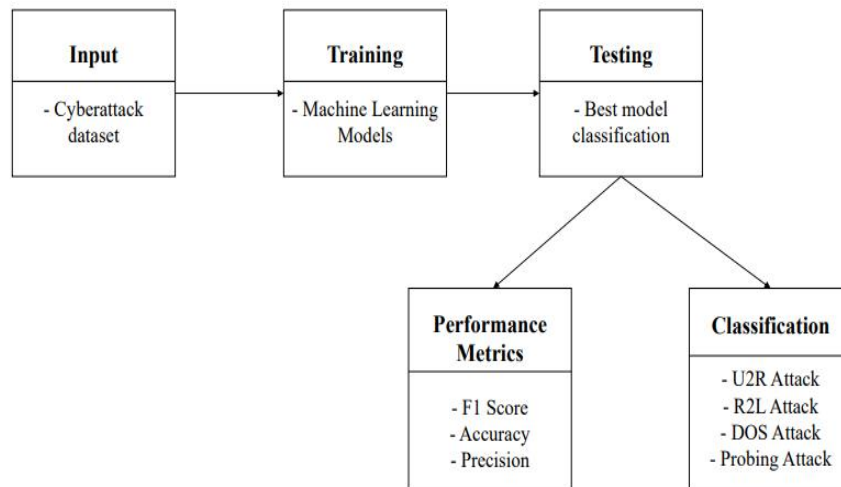 Input
- Cyberattack
dataset
Training
- Machine Learning
Models
Testing
- Best model
classification
Performance
Metrics
- F1 Score
- Accuracy
- Precision
Classification
- U2R Attack
- R2L Attack
- DOS Attack
- Probing Attack